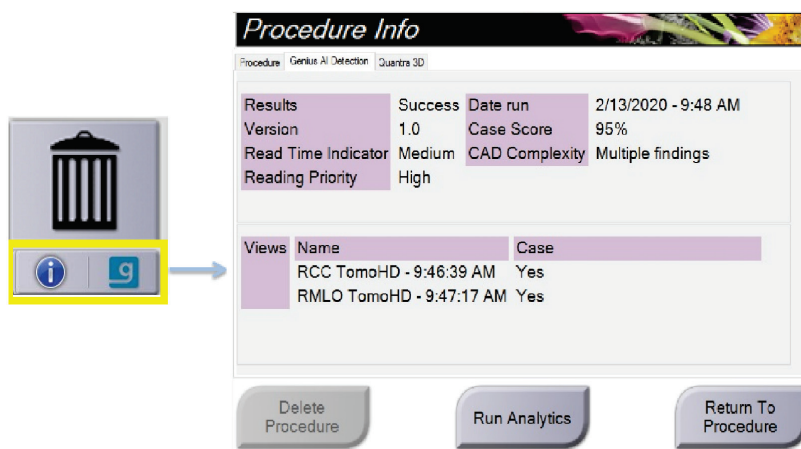 Procedure Info
Procedure Genius AI Detection Quantra 3D
Results Success Date run 2/13/2020 - 9:48 AM
Version 1.0 Case Score 95%
Read Time Indicator Medium CAD Complexity Multiple findings
Reading Priority High
Views Name Case
RCC TomoHD - 9:46:39 AM Yes
RMLO TomoHD - 9:47:17 AM Yes
i g
Delete
Procedure
Run Analytics
Return To
Procedure